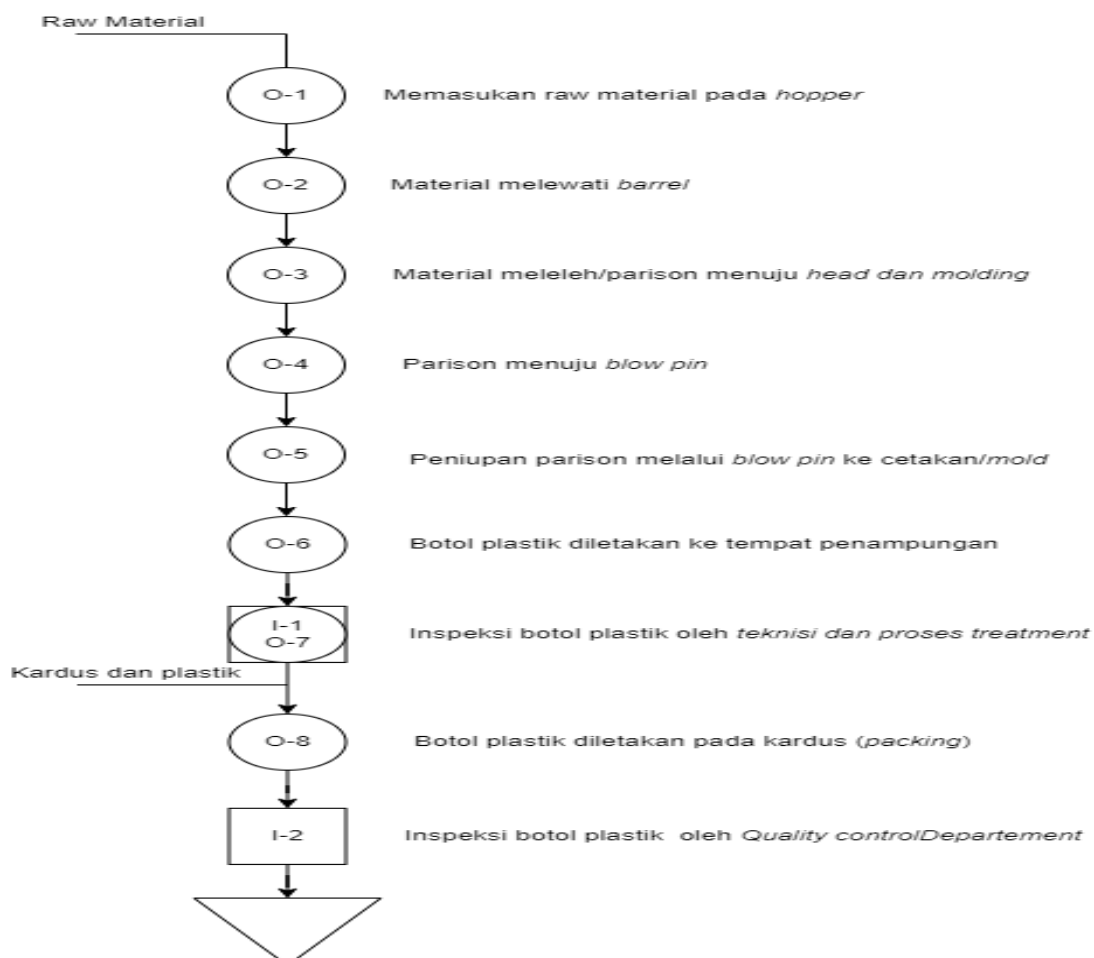 Raw Material
O-1
Memasukan raw material pada hopper
O-2
Material melewati barrel
O-3
Material meleleh/parison menuju head dan molding
O-4
Parison menuju blow pin
O-5
Peniupan parison melalui blow pin ke cetakan/mold
O-6
Botol plastik diletakan ke tempat penampungan
I-1
O-7
Inspeksi botol plastik oleh teknisi dan proses treatment
Kardus dan plastik
O-8
Botol plastik diletakan pada kardus (packing)
I-2
Inspeksi botol plastik oleh Quality controlDepartement